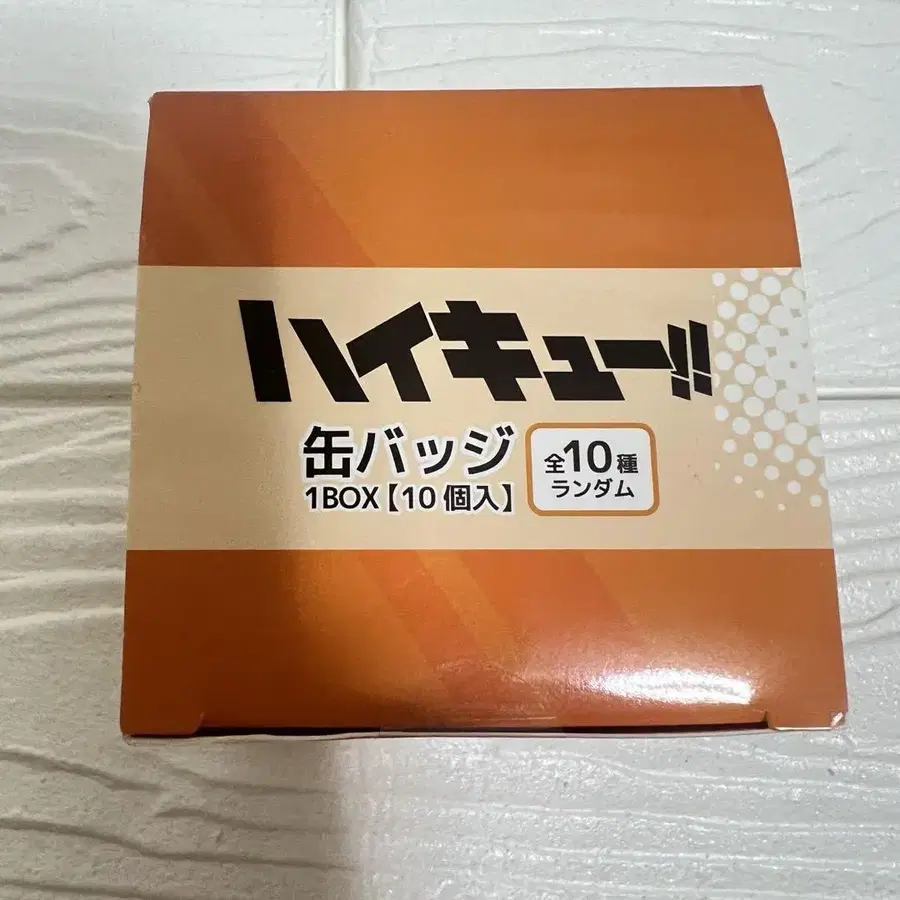 ハイキュー!!
缶バッジ
1BOX【10個入】
全10種
ランダム